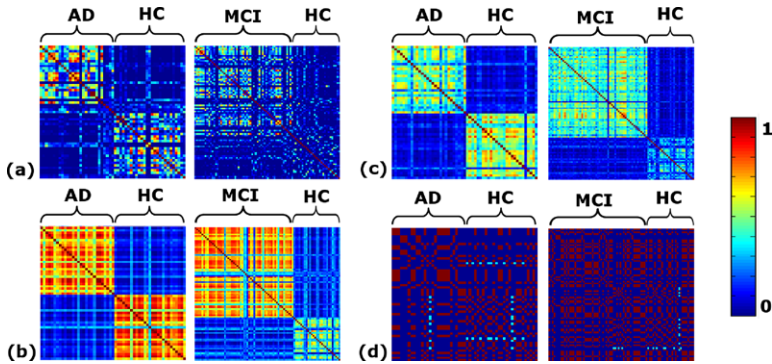 AD HC MCI HC AD HC MCI HC
(a) (c)
1
AD HC MCI HC AD HC MCI HC
(b) (d)
0